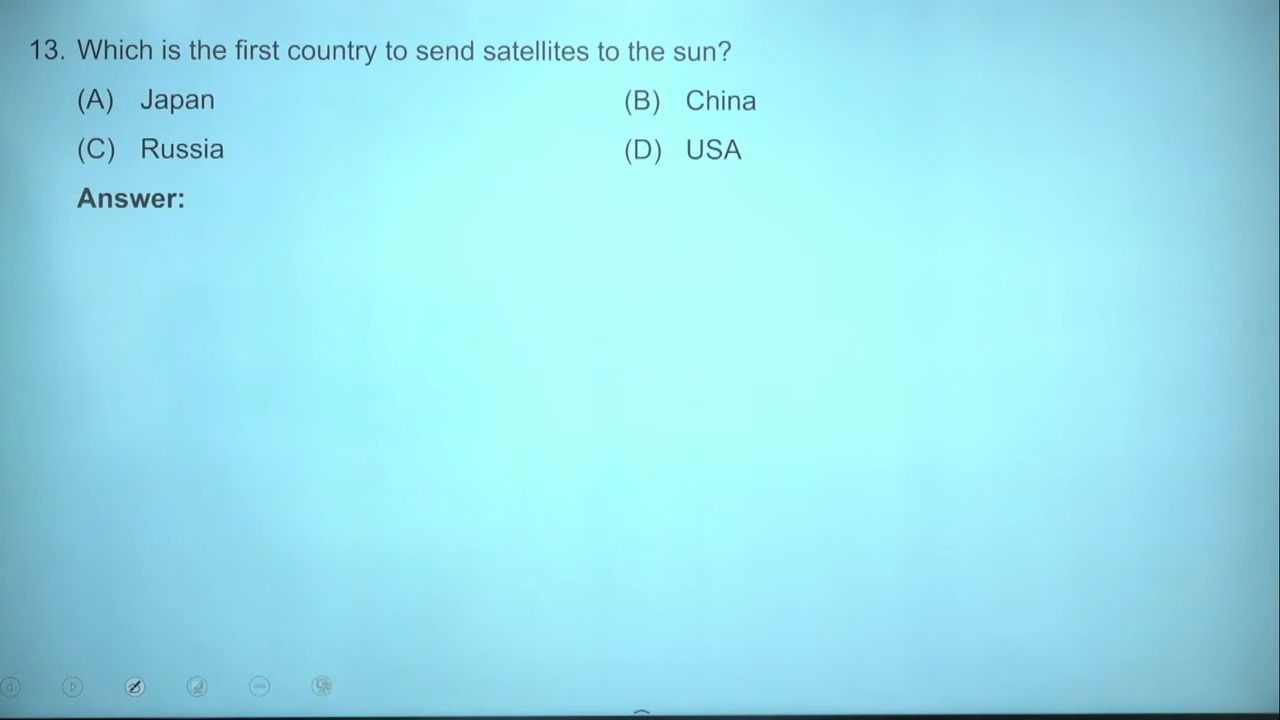 13. Which is the first country to send satellites to the sun?
(A) Japan (B) China
(C) Russia (D) USA
Answer: